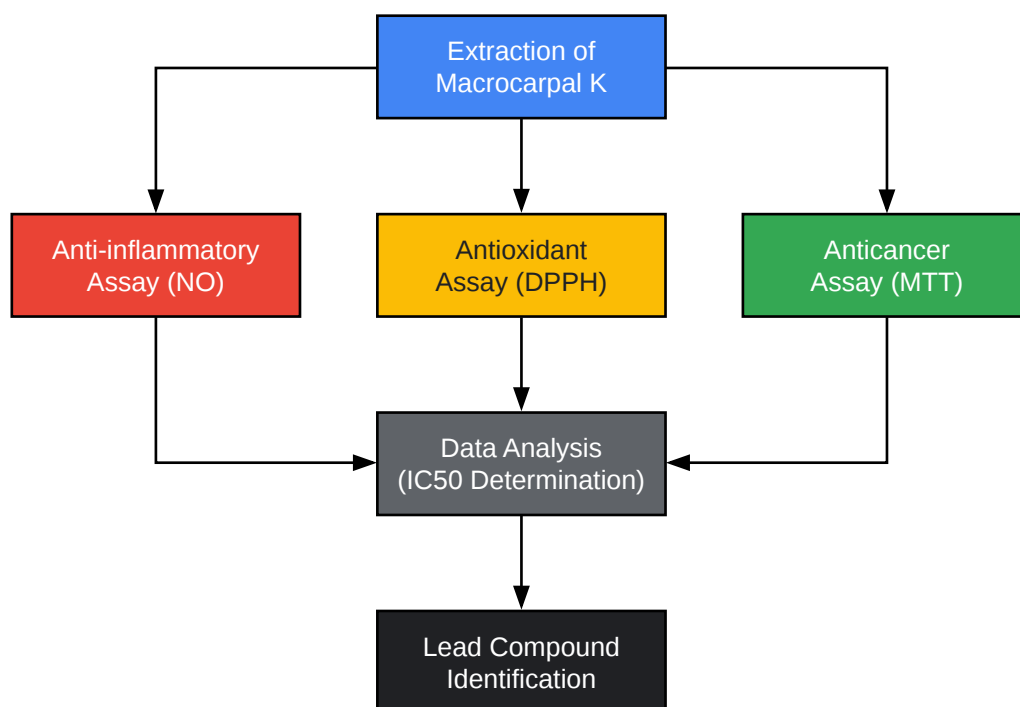 Extraction of
Macrocarpal K
Anti-inflammatory
Assay (NO)
Antioxidant
Assay (DPPH)
Anticancer
Assay (MTT)
Data Analysis
(IC50 Determination)
Lead Compound
Identification